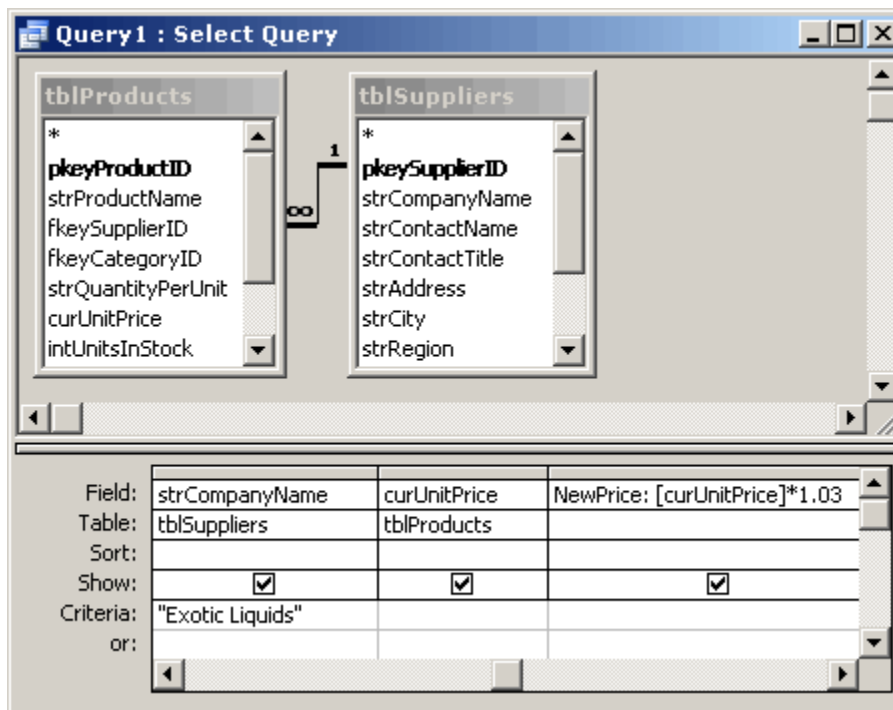 Query1 : Select Query
tblProducts
*
pkeyProductID
strProductName
fkeySupplierID
fkeyCategoryID
strQuantityPerUnit
curUnitPrice
intUnitsInStock
1
∞
tblSuppliers
*
pkeySupplierID
strCompanyName
strContactName
strContactTitle
strAddress
strCity
strRegion
Field: strCompanyName curUnitPrice NewPrice: [curUnitPrice]*1.03
Table: tblSuppliers tblProducts
Sort:
Show:
Criteria: "Exotic Liquids"
or: